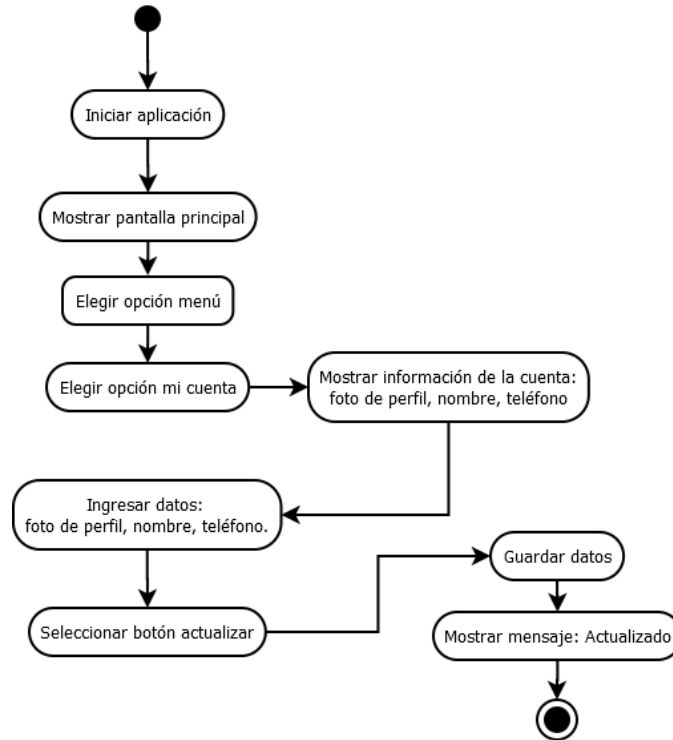 Iniciar aplicación
Mostrar pantalla principal
Elegir opción menú
Elegir opción mi cuenta
Mostrar información de la cuenta:
foto de perfil, nombre, teléfono
Ingresar datos:
foto de perfil, nombre, teléfono.
Seleccionar botón actualizar
Guardar datos
Mostrar mensaje: Actualizado